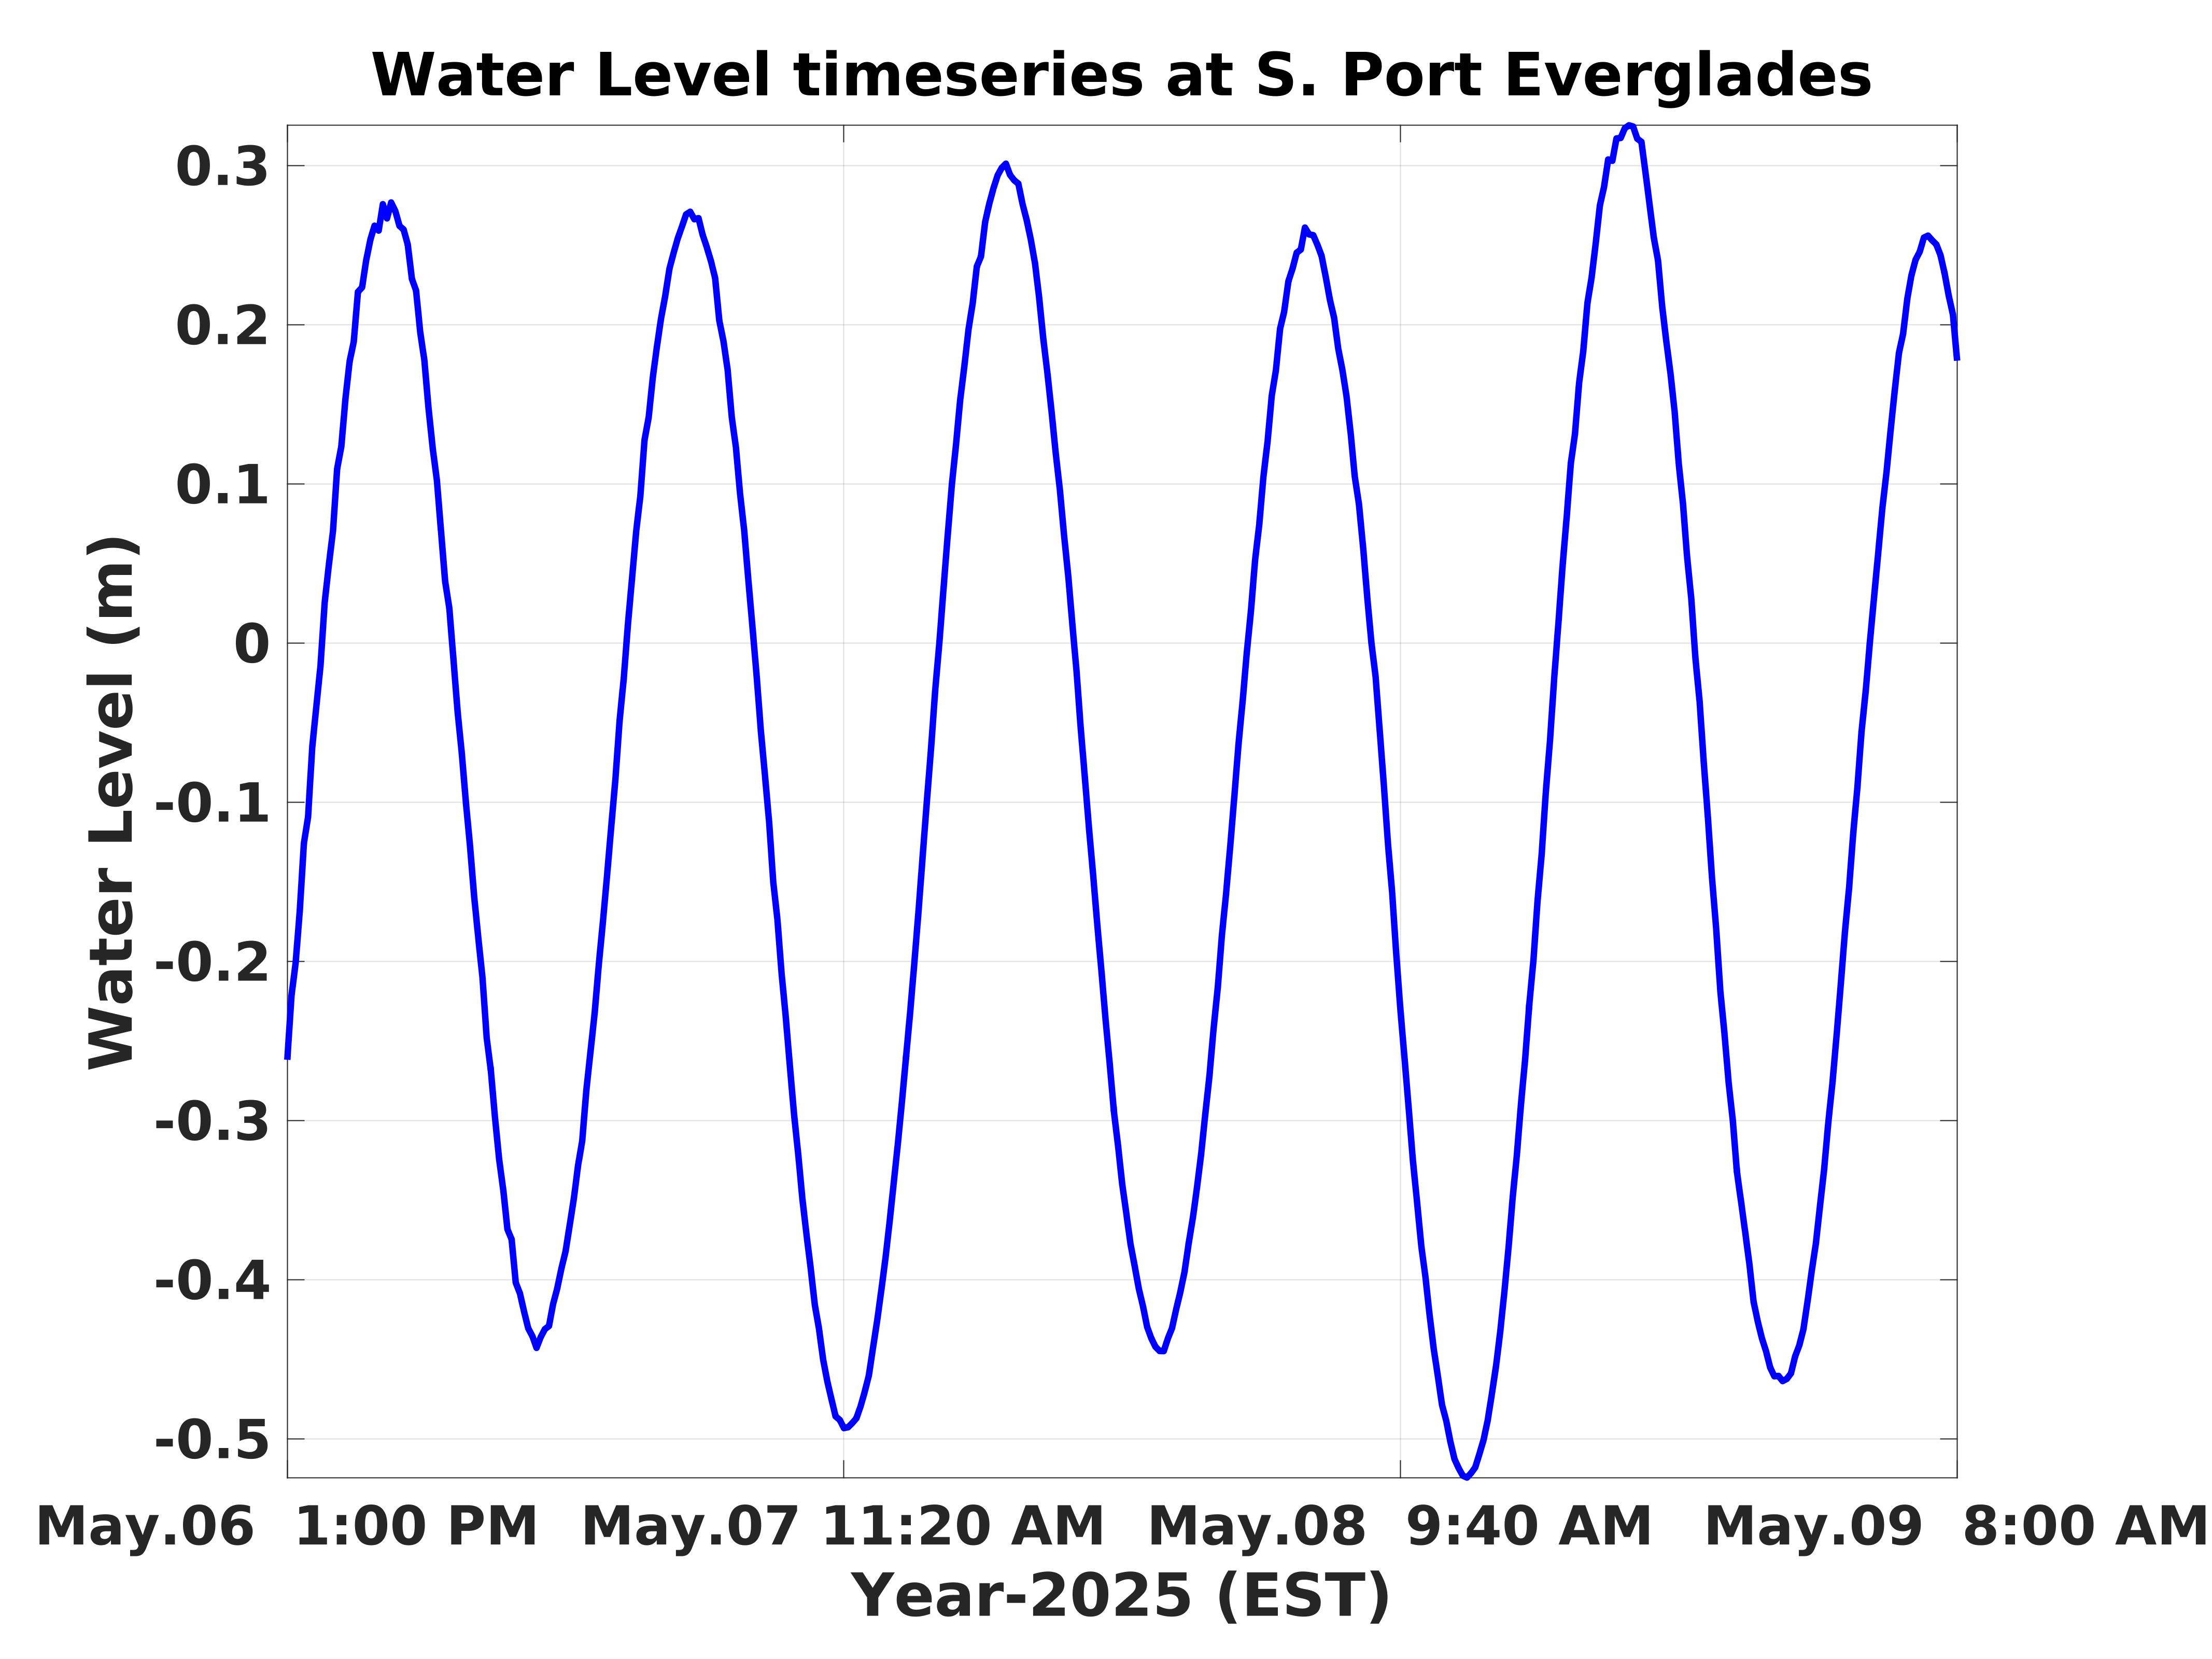 Water Level timeseries at S. Port Everglades
0.3
0.2
0.1
0
-0.1
-0.2
-0.3
-0.4
-0.5
Water Level (m)
May.06 1:00 PM May.07 11:20 AM May.08 9:40 AM May.09 8:00 AM
Year-2025 (EST)